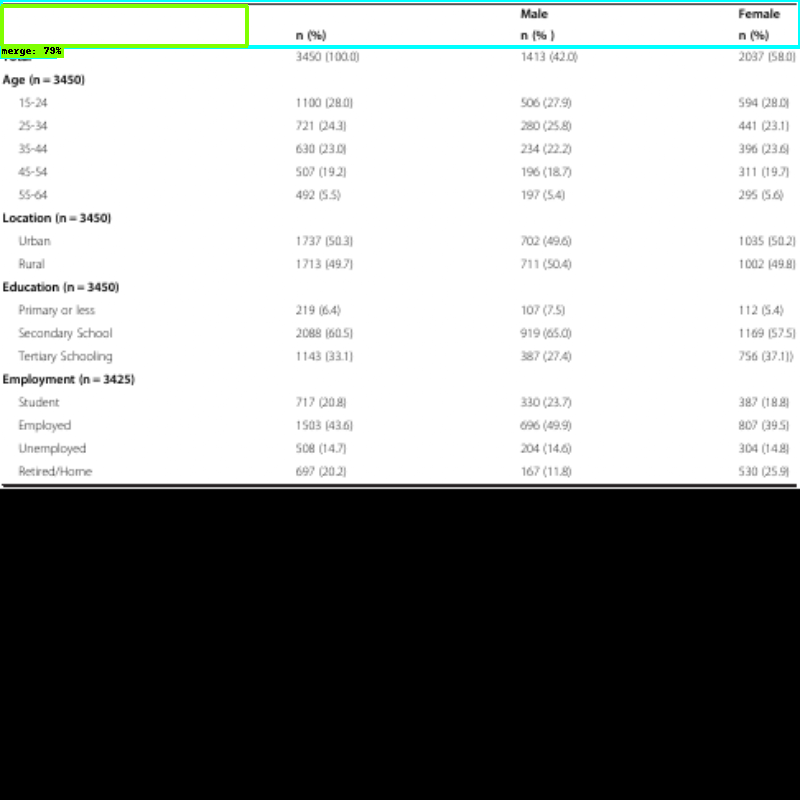 Male Female
n (%) n (% ) n (%)
merge: 79%
Total 3450 (100.0) 1413 (42.0) 2037 (58.0)
Age (n = 3450)
15-24 1100 (28.0) 506 (27.9) 594 (28.0)
25-34 721 (24.3) 280 (25.8) 441 (23.1)
35-44 630 (23.0) 234 (22.2) 396 (23.6)
45-54 507 (19.2) 196 (18.7) 311 (19.7)
55-64 492 (5.5) 197 (5.4) 295 (5.6)
Location (n = 3450)
Urban 1737 (50.3) 702 (49.6) 1035 (50.2)
Rural 1713 (49.7) 711 (50.4) 1002 (49.8)
Education (n = 3450)
Primary or less 219 (6.4) 107 (7.5) 112 (5.4)
Secondary School 2088 (60.5) 919 (65.0) 1169 (57.5)
Tertiary Schooling 1143 (33.1) 387 (27.4) 756 (37.1))
Employment (n = 3425)
Student 717 (20.8) 330 (23.7) 387 (18.8)
Employed 1503 (43.6) 696 (49.9) 807 (39.5)
Unemployed 508 (14.7) 204 (14.6) 304 (14.8)
Retired/Home 697 (20.2) 167 (11.8) 530 (25.9)